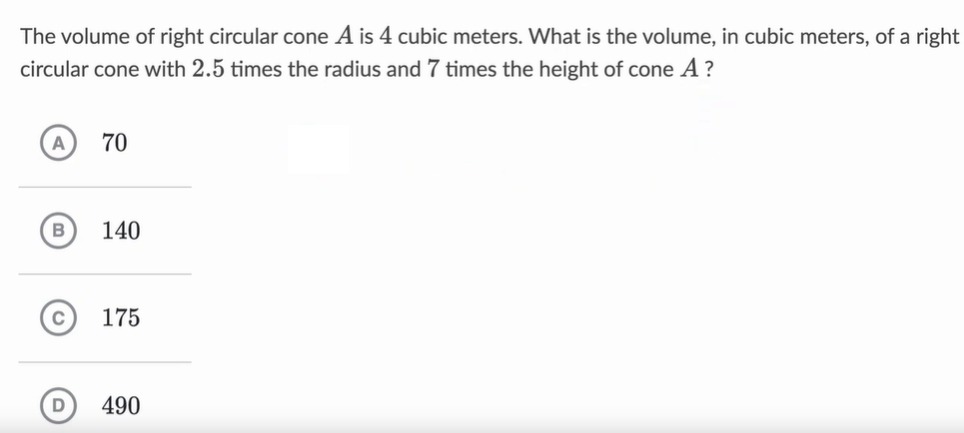 The volume of right circular cone A is 4 cubic meters. What is the volume, in cubic meters, of a right
circular cone with 2.5 times the radius and 7 times the height of cone A ?
A 70
B 140
C 175
D 490